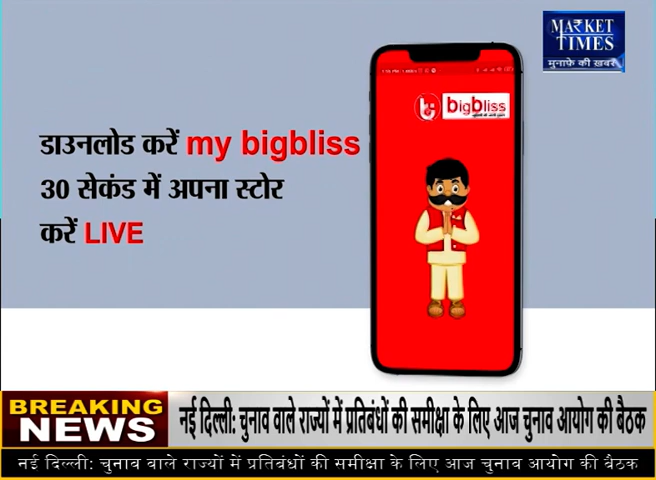 MARKET
TIMES
मुनाफे की ख़बर
bigbliss
डाउनलोड करें my bigbliss
30 सेकंड में अपना स्टोर
करें LIVE
BREAKING
NEWS
नई दिल्ली: चुनाव वाले राज्यों में प्रतिबंधों की समीक्षा के लिए आज चुनाव आयोग की बैठक
नई दिल्ली: चुनाव वाले राज्यों में प्रतिबंधों की समीक्षा के लिए आज चुनाव आयोग की बैठक